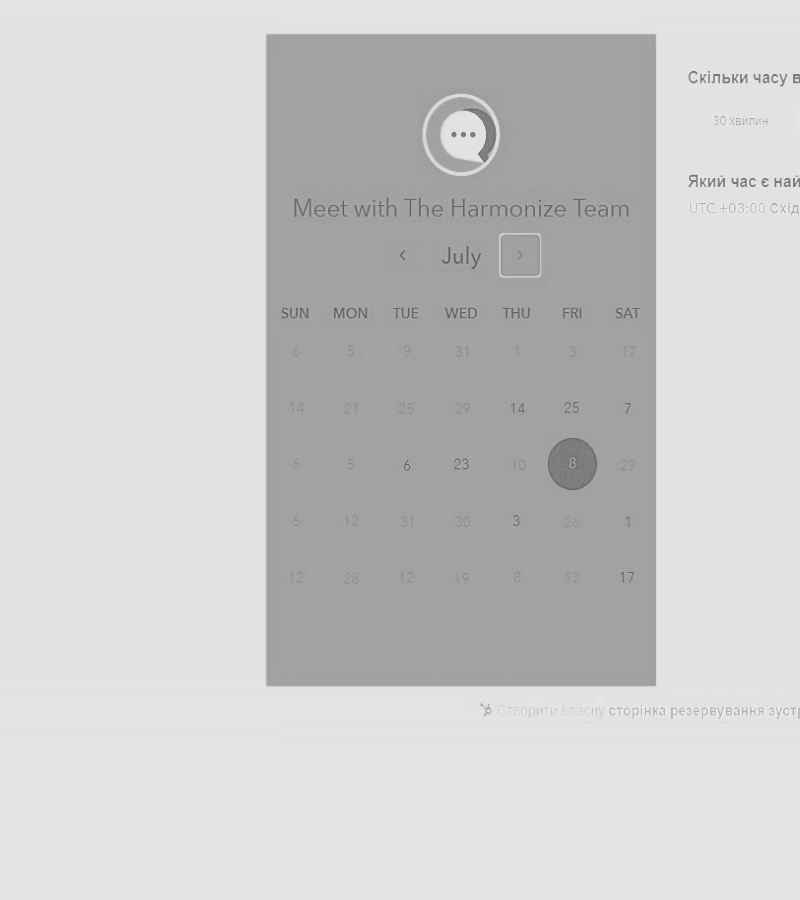 Скільки часу в
30 хвилин
Який час є най
UTC +03:00 Схід
Meet with The Harmonize Team
July
SUN MON TUE WED THU FRI SAT
6 5 9 31 1 3 17
14 21 25 29 14 25 7
6 5 6 23 10 8 29
6 12 31 30 3 26 1
12 28 12 19 8 13 17
Створити власну сторінка резервування зустр